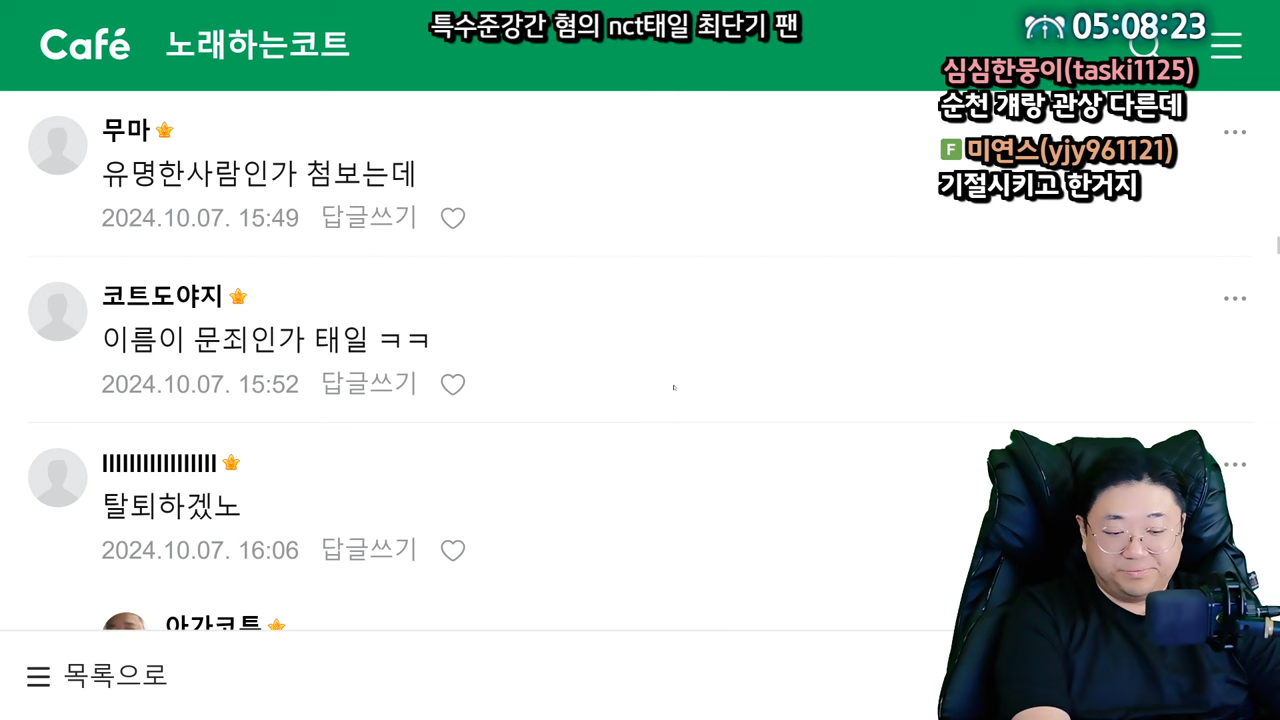 Café 노래하는코트
특수준강간 혐의 nct태일 최단기 팬
05:08:23
심심한뭉이(taski1125)
순천 걔랑 관상 다른데
F 미연스(yjy961121)
기절시키고 한거지
무마
유명한사람인가 첨보는데
2024.10.07. 15:49 답글쓰기
코트도야지
이름이 문죄인가 태일 ㅋㅋ
2024.10.07. 15:52 답글쓰기
lllllllllllllllll
탈퇴하겠노
2024.10.07. 16:06 답글쓰기
목록으로